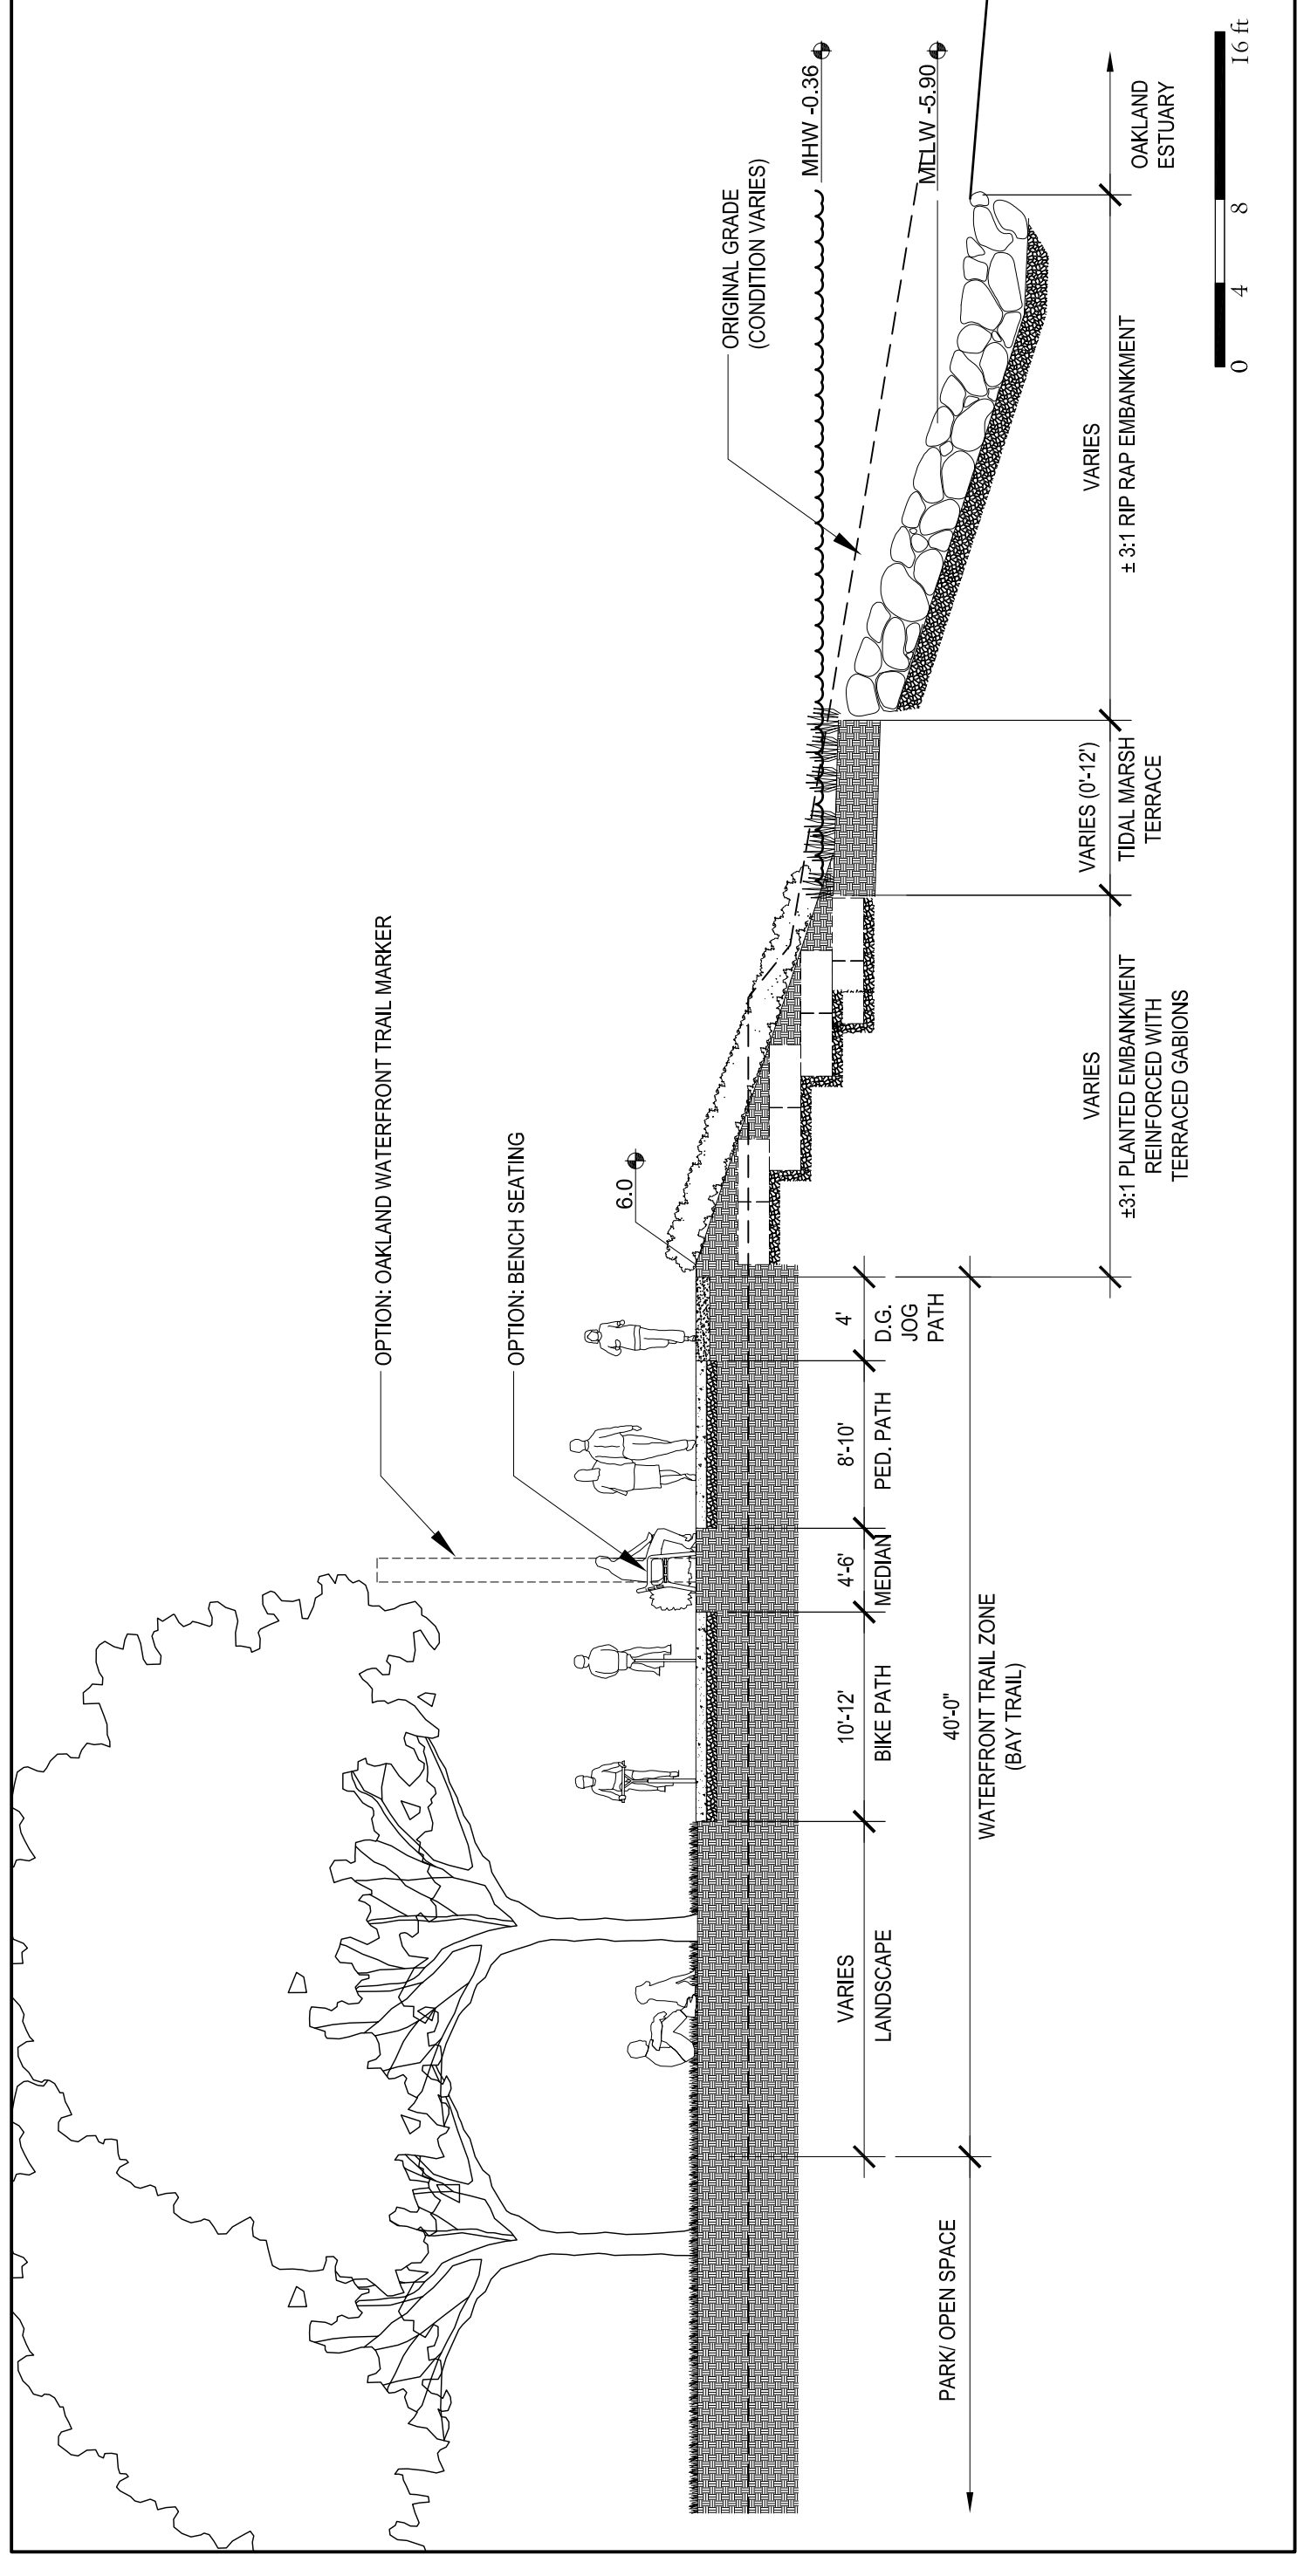 OPTION: OAKLAND WATERFRONT TRAIL MARKER
OPTION: BENCH SEATING
6.0
ORIGINAL GRADE
(CONDITION VARIES)
MHW -0.36
MLLW -5.90
VARIES
LANDSCAPE
10'-12'
BIKE PATH
4'-6'
MEDIAN
8'-10'
PED. PATH
4'
D.G.
JOG
PATH
PARK/ OPEN SPACE
40'-0"
WATERFRONT TRAIL ZONE
(BAY TRAIL)
VARIES
±3:1 PLANTED EMBANKMENT
REINFORCED WITH
TERRACED GABIONS
VARIES (0'-12')
TIDAL MARSH
TERRACE
VARIES
± 3:1 RIP RAP EMBANKMENT
OAKLAND
ESTUARY
0 4 8 16 ft